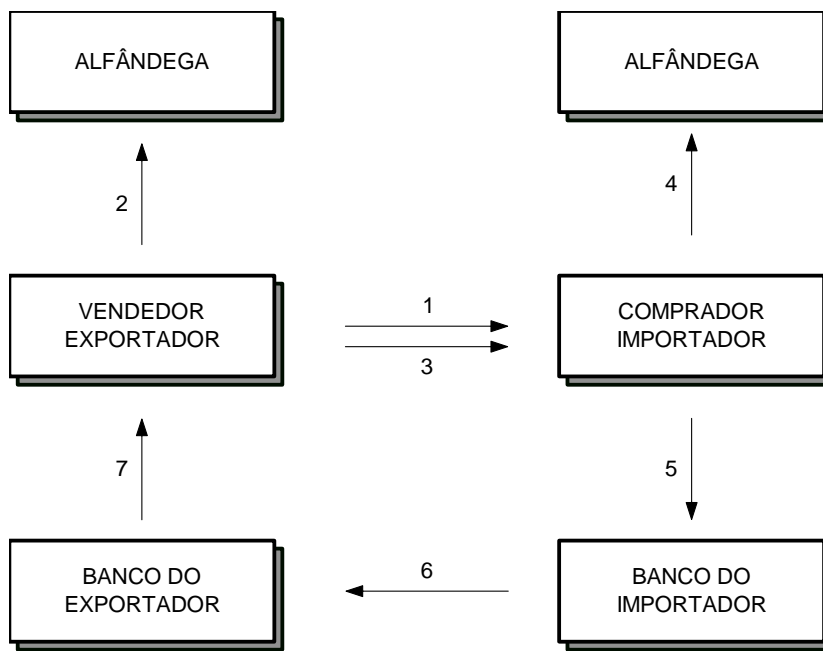 ALFÂNDEGA
ALFÂNDEGA
2
4
VENDEDOR
EXPORTADOR
1
3
COMPRADOR
IMPORTADOR
7
5
BANCO DO
EXPORTADOR
6
BANCO DO
IMPORTADOR